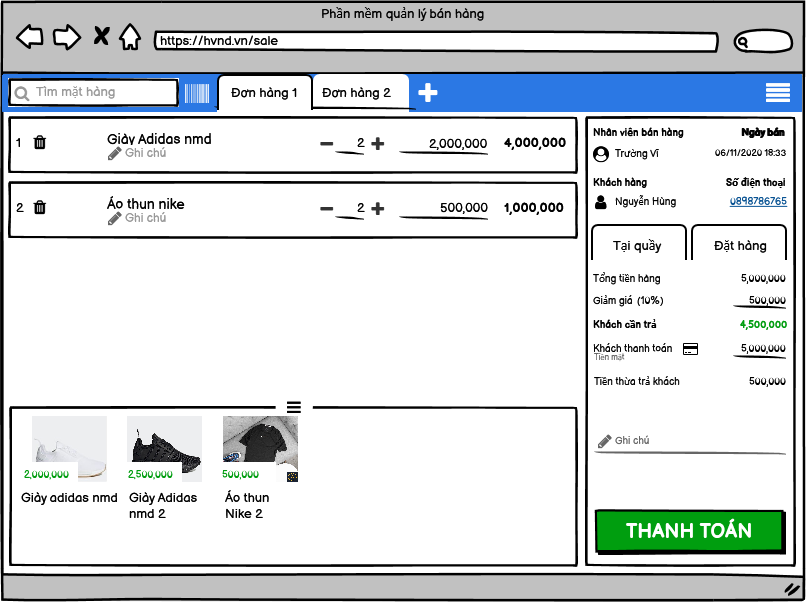 Phần mềm quản lý bán hàng
https://hvnd.vn/sale
Tìm mặt hàng
Đơn hàng 1
Đơn hàng 2
1
Giày Adidas nmd
2
2,000,000
4,000,000
Ghi chú
2
Áo thun nike
2
500,000
1,000,000
Ghi chú
2,000,000
2,500,000
500,000
Giày adidas nmd
Giày Adidas
nmd 2
Áo thun
Nike 2
Nhân viên bán hàng
Ngày bán
Trường Vĩ
06/11/2020 18:33
Khách hàng
Số điện thoại
Nguyễn Hùng
0898786765
Tại quầy
Đặt hàng
Tổng tiền hàng
5,000,000
Giảm giá (10%)
500,000
Khách cần trả
4,500,000
Khách thanh toán
5,000,000
Tiền mặt
Tiền thừa trả khách
500,000
Ghi chú
THANH TOÁN